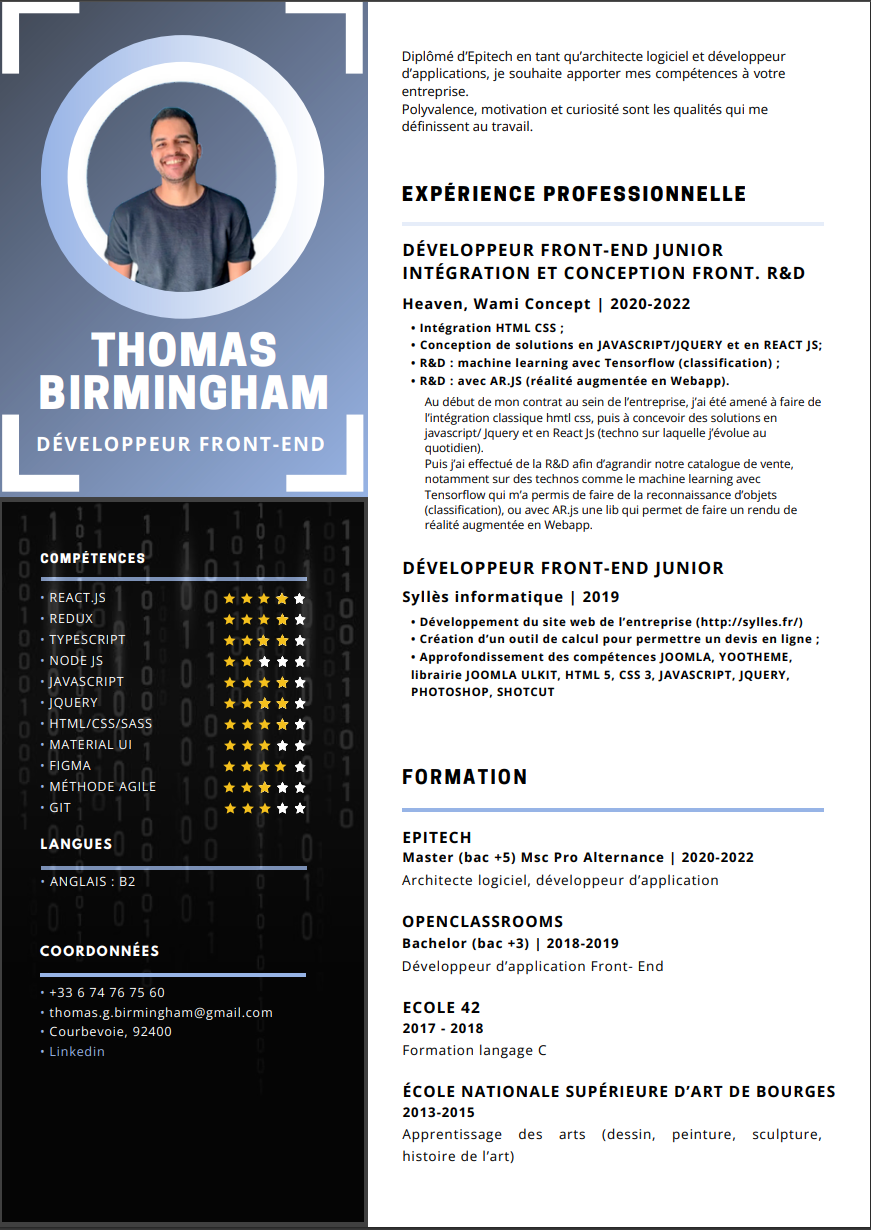 THOMAS
BIRMINGHAM
DÉVELOPPEUR FRONT-END
COMPÉTENCES
• REACT.JS
• REDUX
• TYPESCRIPT
• NODE JS
• JAVASCRIPT
• JQUERY
• HTML/CSS/SASS
• MATERIAL UI
• FIGMA
• MÉTHODE AGILE
• GIT
LANGUES
• ANGLAIS : B2
COORDONNÉES
• +33 6 74 76 75 60
• thomas.g.birmingham@gmail.com
• Courbevoie, 92400
• Linkedin
Diplômé d’Epitech en tant qu’architecte logiciel et développeur
d’applications, je souhaite apporter mes compétences à votre
entreprise.
Polyvalence, motivation et curiosité sont les qualités qui me
définissent au travail.
EXPÉRIENCE PROFESSIONNELLE
DÉVELOPPEUR FRONT-END JUNIOR
INTÉGRATION ET CONCEPTION FRONT. R&D
Heaven, Wami Concept | 2020-2022
• Intégration HTML CSS ;
• Conception de solutions en JAVASCRIPT/JQUERY et en REACT JS;
• R&D : machine learning avec Tensorflow (classification) ;
• R&D : avec AR.JS (réalité augmentée en Webapp).
Au début de mon contrat au sein de l’entreprise, j’ai été amené à faire de
l’intégration classique hmtl css, puis à concevoir des solutions en
javascript/ Jquery et en React Js (techno sur laquelle j’évolue au
quotidien).
Puis j’ai effectué de la R&D afin d’agrandir notre catalogue de vente,
notamment sur des technos comme le machine learning avec
Tensorflow qui m’a permis de faire de la reconnaissance d’objets
(classification), ou avec AR.js une lib qui permet de faire un rendu de
réalité augmentée en Webapp.
DÉVELOPPEUR FRONT-END JUNIOR
Syllès informatique | 2019
• Développement du site web de l’entreprise (http://sylles.fr/)
• Création d’un outil de calcul pour permettre un devis en ligne ;
• Approfondissement des compétences JOOMLA, YOOTHEME,
librairie JOOMLA ULKIT, HTML 5, CSS 3, JAVASCRIPT, JQUERY,
PHOTOSHOP, SHOTCUT
FORMATION
EPITECH
Master (bac +5) Msc Pro Alternance | 2020-2022
Architecte logiciel, développeur d’application
OPENCLASSROOMS
Bachelor (bac +3) | 2018-2019
Développeur d’application Front- End
ECOLE 42
2017 - 2018
Formation langage C
ÉCOLE NATIONALE SUPÉRIEURE D’ART DE BOURGES
2013-2015
Apprentissage des arts (dessin, peinture, sculpture,
histoire de l’art)